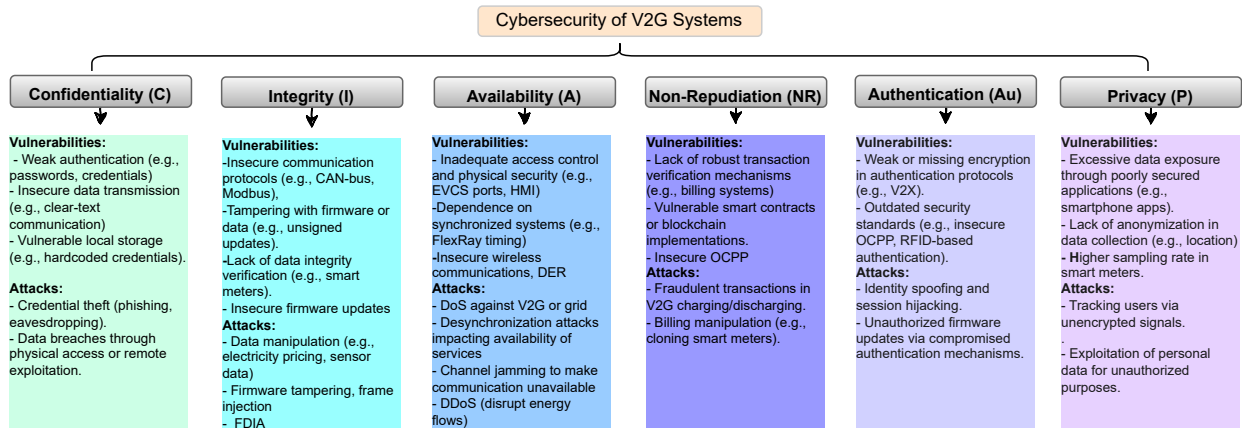 Cybersecurity of V2G Systems
Confidentiality (C)
Vulnerabilities:
- Weak authentication (e.g.,
passwords, credentials)
- Insecure data transmission
(e.g., clear-text
communication)
- Vulnerable local storage
(e.g., hardcoded credentials).
Attacks:
- Credential theft (phishing,
eavesdropping).
- Data breaches through
physical access or remote
exploitation.
Integrity (I)
Vulnerabilities:
-Insecure communication
protocols (e.g., CAN-bus,
Modbus),
-Tampering with firmware or
data (e.g., unsigned
updates).
-Lack of data integrity
verification (e.g., smart
meters).
- Insecure firmware updates
Attacks:
- Data manipulation (e.g.,
electricity pricing, sensor
data)
- Firmware tampering, frame
injection
- FDIA
Availability (A)
Vulnerabilities:
- Inadequate access control
and physical security (e.g.,
EVCS ports, HMI)
-Dependence on
synchronized systems (e.g.,
FlexRay timing)
-Insecure wireless
communications, DER
Attacks:
- DoS against V2G or grid
- Desynchronization attacks
impacting availability of
services
- Channel jamming to make
communication unavailable
- DDoS (disrupt energy
flows)
Non-Repudiation (NR)
Vulnerabilities:
- Lack of robust transaction
verification mechanisms
(e.g., billing systems)
- Vulnerable smart contracts
or blockchain
implementations.
- Insecure OCPP
Attacks:
- Fraudulent transactions in
V2G charging/discharging.
- Billing manipulation (e.g.,
cloning smart meters).
Authentication (Au)
Vulnerabilities:
- Weak or missing encryption
in authentication protocols
(e.g., V2X).
- Outdated security
standards (e.g., insecure
OCPP, RFID-based
authentication).
Attacks:
- Identity spoofing and
session hijacking.
- Unauthorized firmware
updates via compromised
authentication mechanisms.
Privacy (P)
Vulnerabilities:
- Excessive data exposure
through poorly secured
applications (e.g.,
smartphone apps).
- Lack of anonymization in
data collection (e.g., location)
- Higher sampling rate in
smart meters.
Attacks:
- Tracking users via
unencrypted signals.
.
- Exploitation of personal
data for unauthorized
purposes.